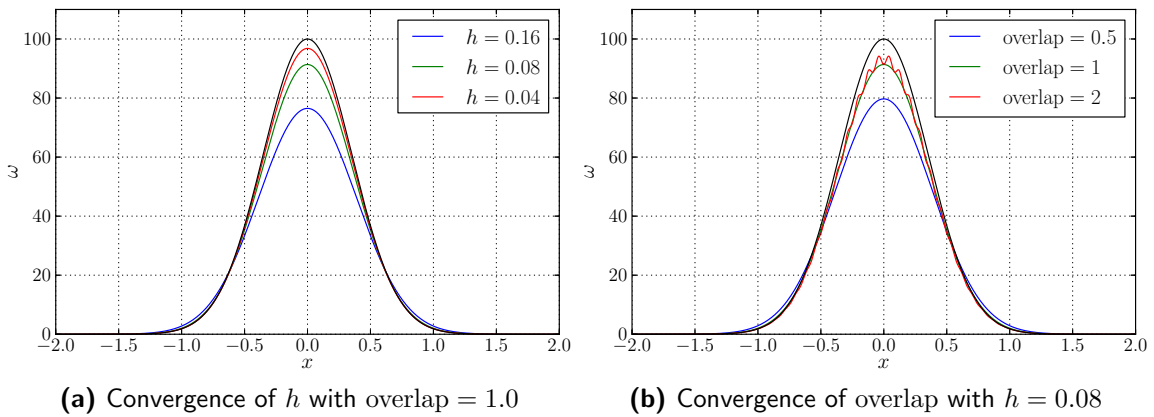 100
80
60
40
20
0
ω
−2.0 −1.5 −1.0 −0.5 0.0 0.5 1.0 1.5 2.0
x
h = 0.16
h = 0.08
h = 0.04
(a) Convergence of h with overlap = 1.0
100
80
60
40
20
0
ω
−2.0 −1.5 −1.0 −0.5 0.0 0.5 1.0 1.5 2.0
x
overlap = 0.5
overlap = 1
overlap = 2
(b) Convergence of overlap with h = 0.08